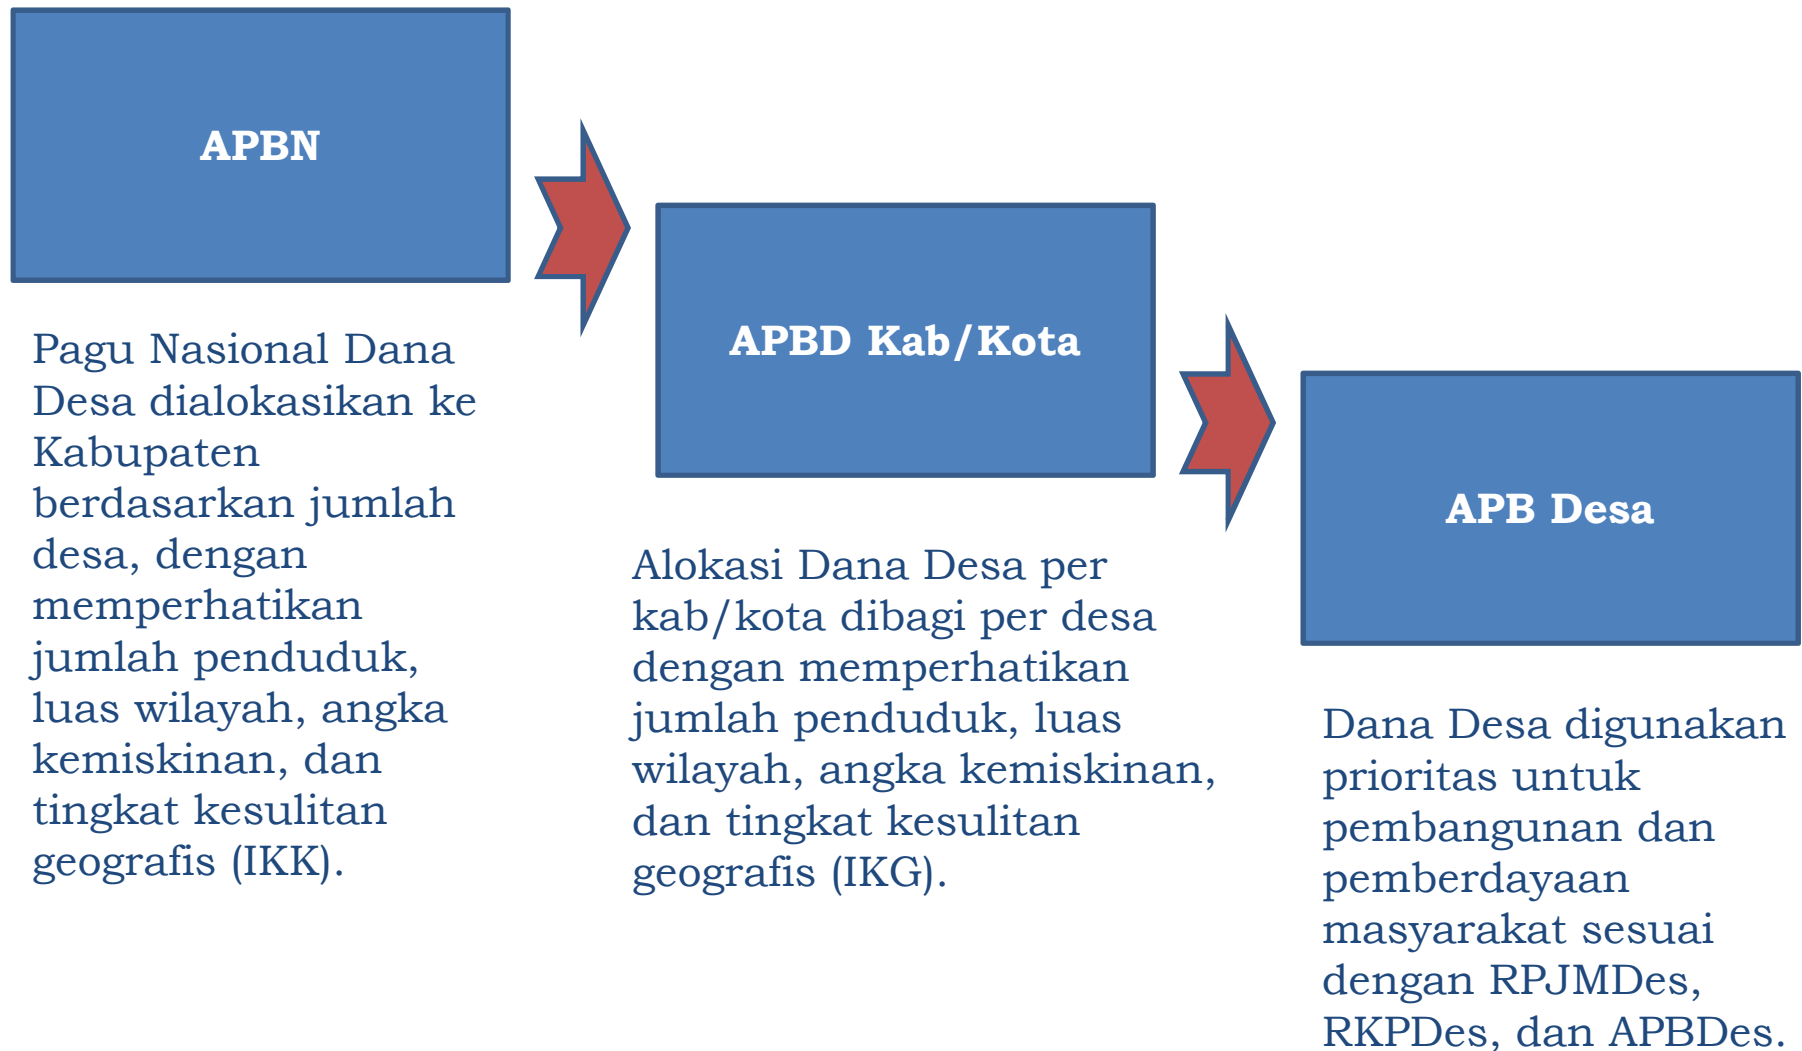 APBN
Pagu Nasional Dana
Desa dialokasikan ke
Kabupaten
berdasarkan jumlah
desa, dengan
memperhatikan
jumlah penduduk,
luas wilayah, angka
kemiskinan, dan
tingkat kesulitan
geografis (IKK).
APBD Kab/Kota
Alokasi Dana Desa per
kab/kota dibagi per desa
dengan memperhatikan
jumlah penduduk, luas
wilayah, angka kemiskinan,
dan tingkat kesulitan
geografis (IKG).
APB Desa
Dana Desa digunakan
prioritas untuk
pembangunan dan
pemberdayaan
masyarakat sesuai
dengan RPJMDes,
RKPDes, dan APBDes.